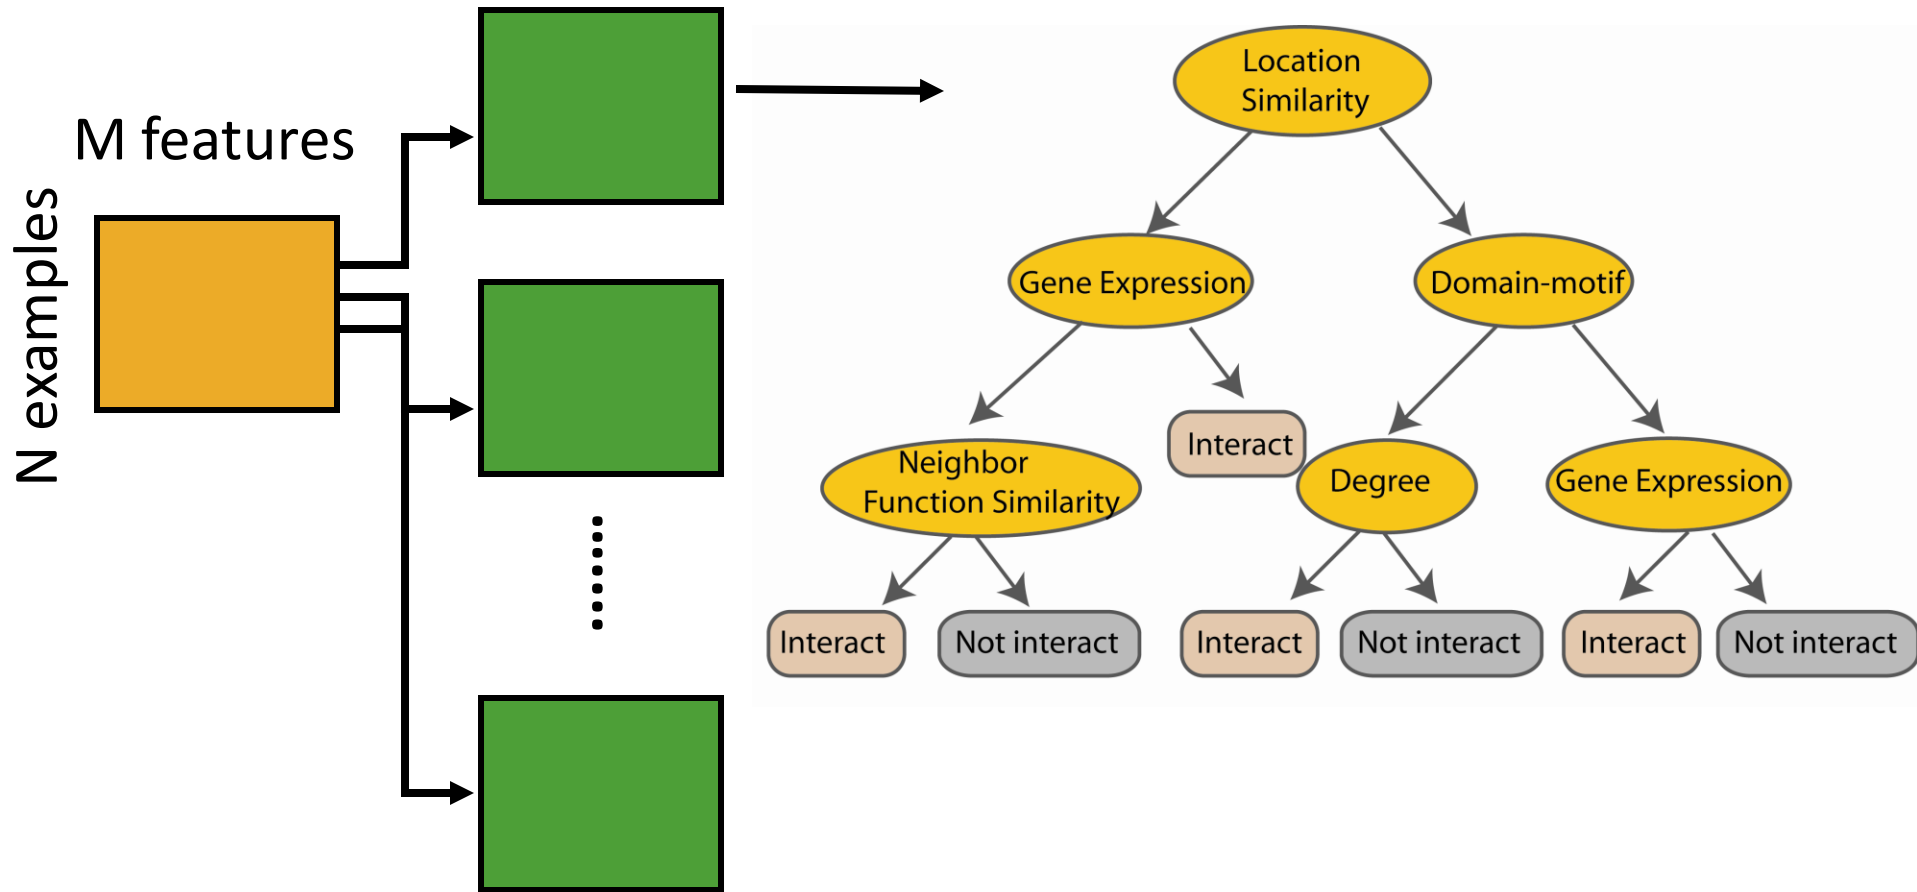 M features
N examples
Location
Similarity
Gene Expression
Domain-motif
Interact
Neighbor
Function Similarity
Degree
Gene Expression
Interact
Not interact
Interact
Not interact
Interact
Not interact